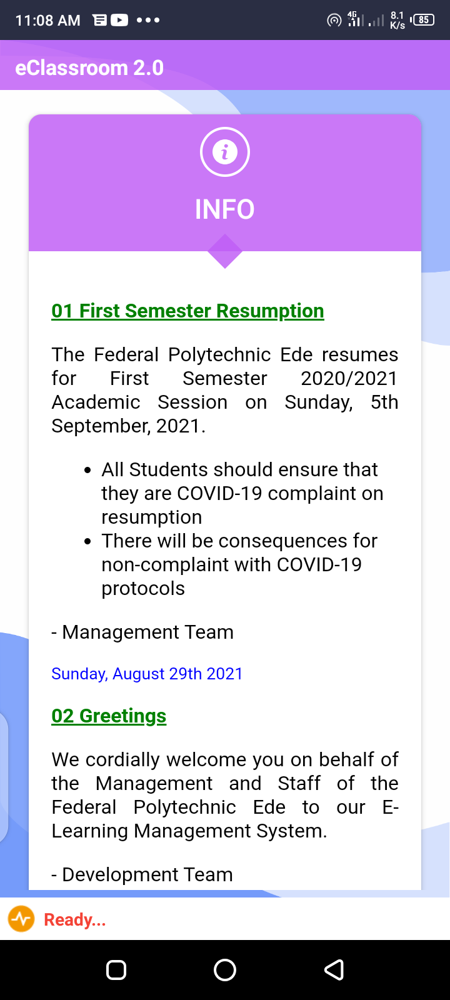 11:08 AM
4G
8.1
K/s
85
eClassroom 2.0
i
INFO
01 First Semester Resumption
The Federal Polytechnic Ede resumes
for First Semester 2020/2021
Academic Session on Sunday, 5th
September, 2021.
• All Students should ensure that
they are COVID-19 complaint on
resumption
• There will be consequences for
non-complaint with COVID-19
protocols
- Management Team
Sunday, August 29th 2021
02 Greetings
We cordially welcome you on behalf of
the Management and Staff of the
Federal Polytechnic Ede to our E-
Learning Management System.
- Development Team
Ready...